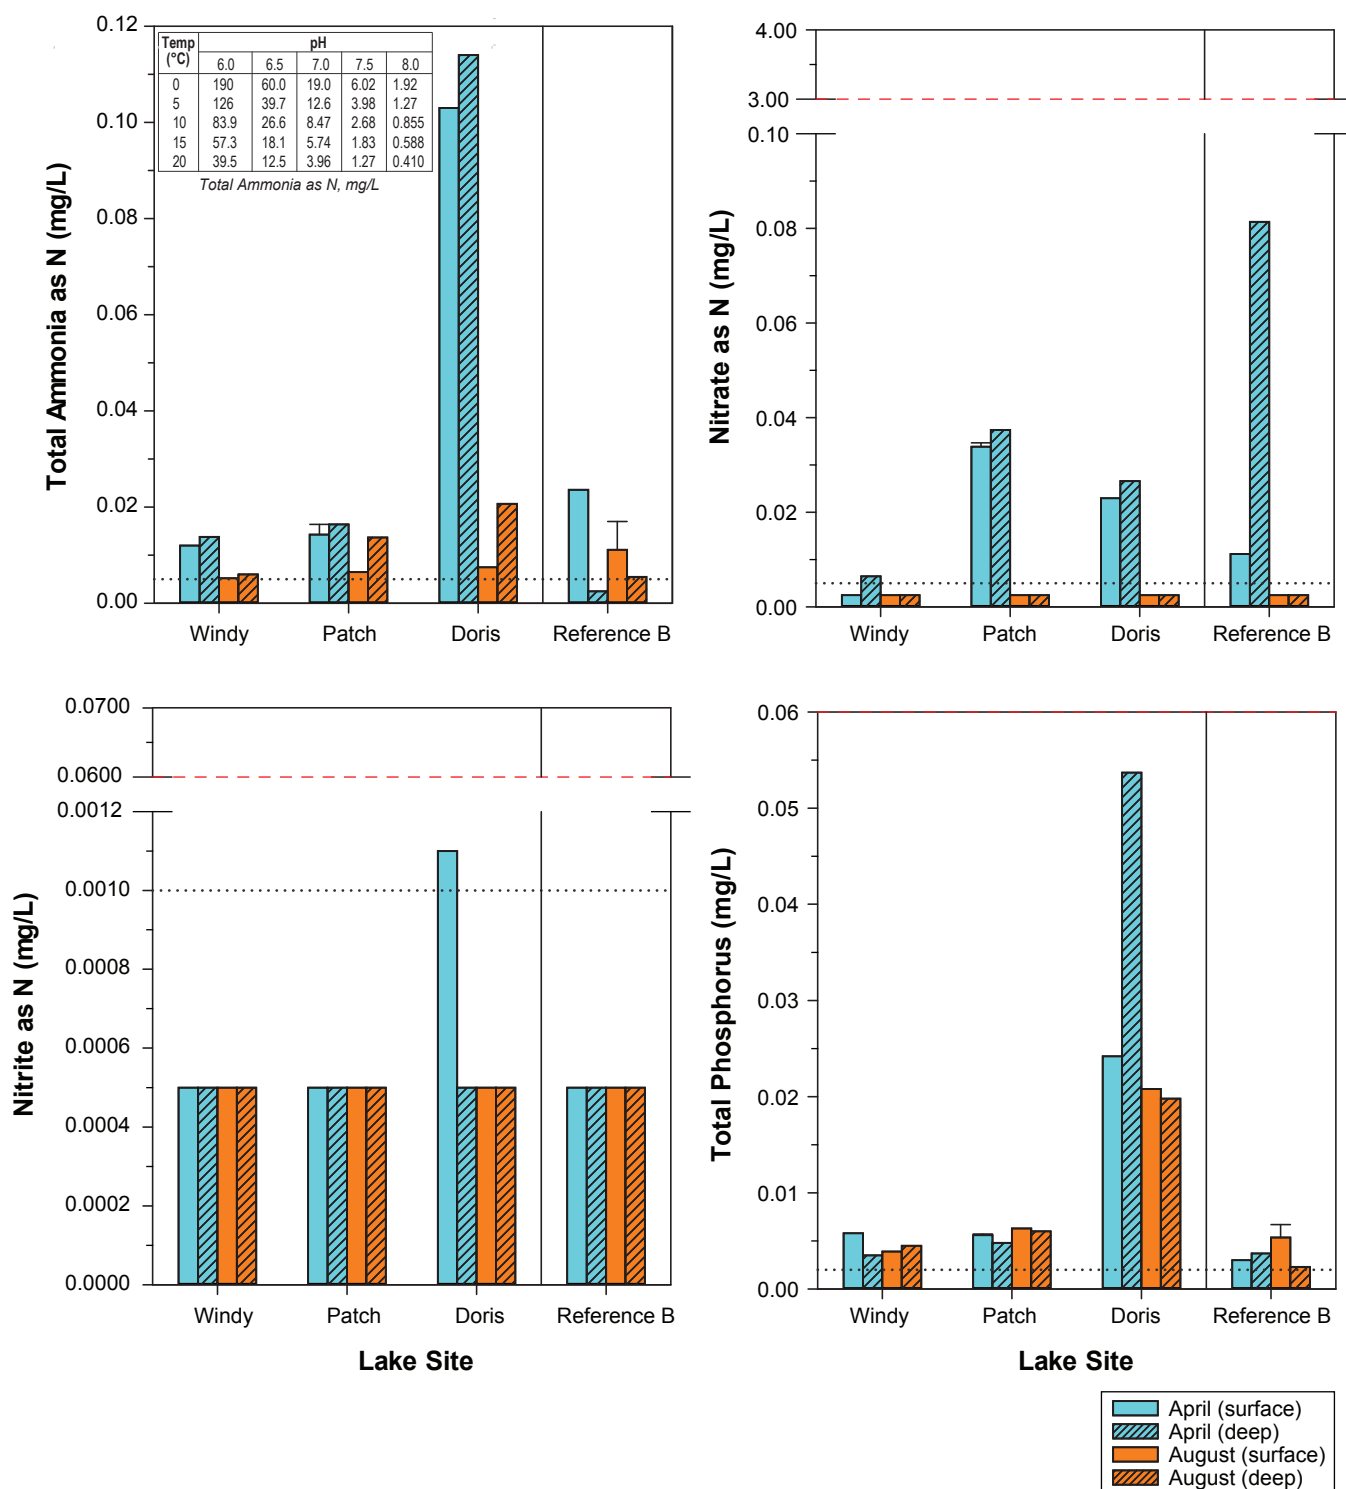 0.12
0.10
0.08
0.06
0.04
0.02
0.00
Total Ammonia as N (mg/L)
Temp (°C) pH
6.0 6.5 7.0 7.5 8.0
0 190 60.0 19.0 6.02 1.92
5 126 39.7 12.6 3.98 1.27
10 83.9 26.6 8.47 2.68 0.855
15 57.3 18.1 5.74 1.83 0.588
20 39.5 12.5 3.96 1.27 0.410
Total Ammonia as N, mg/L
Windy Patch Doris Reference B
4.00
3.00
0.10
0.08
0.06
0.04
0.02
0.00
Nitrate as N (mg/L)
Windy Patch Doris Reference B
0.0700
0.0600
0.0012
0.0010
0.0008
0.0006
0.0004
0.0002
0.0000
Nitrite as N (mg/L)
Windy Patch Doris Reference B
Lake Site
0.06
0.05
0.04
0.03
0.02
0.01
0.00
Total Phosphorus (mg/L)
Windy Patch Doris Reference B
Lake Site
April (surface)
April (deep)
August (surface)
August (deep)